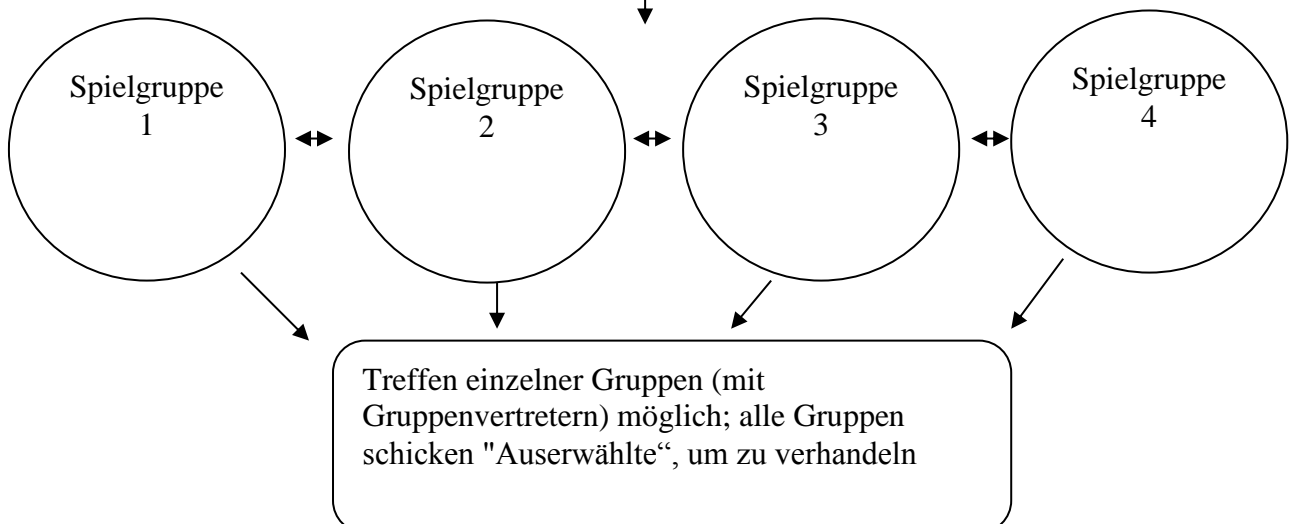 Spielgruppe
1
Spielgruppe
2
Spielgruppe
3
Spielgruppe
4
Treffen einzelner Gruppen (mit
Gruppenvertretern) möglich; alle Gruppen
schicken "Auserwählte“, um zu verhandeln